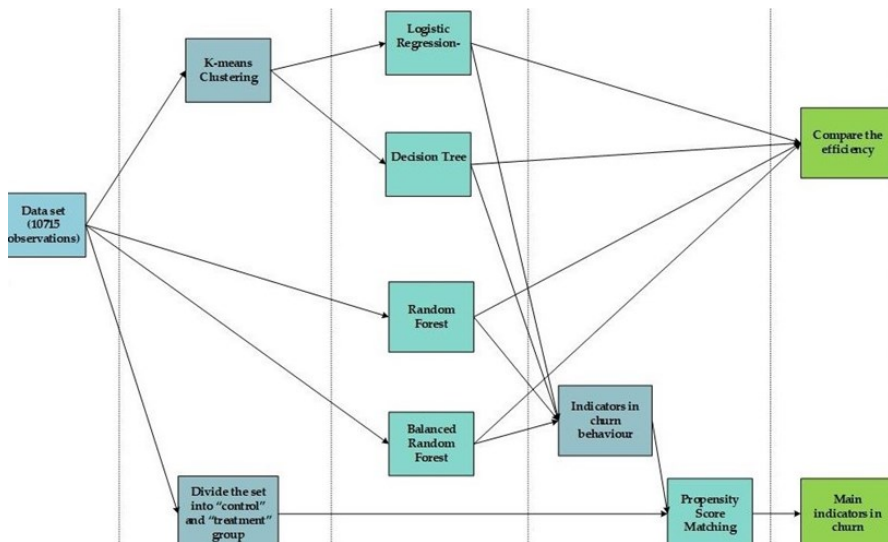 Logistic
Regression-
K-means
Clustering
Compare the
efficiency
Decision Tree
Data set
(10715
observations)
Random
Forest
Indicators in
churn
behaviour
Balanced
Random
Forest
Divide the set
into "control"
and "treatment"
group
Propensity
Score
Matching
Main
indicators in
churn